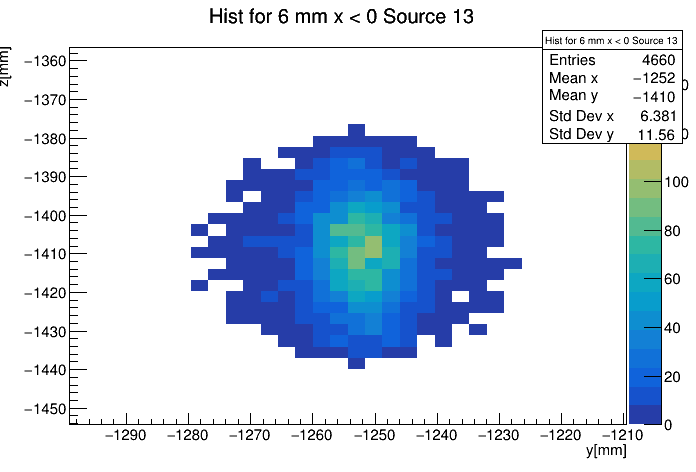 Hist for 6 mm x < 0 Source 13
z[mm]
−1360
−1370
−1380
−1390
−1400
−1410
−1420
−1430
−1440
−1450
Hist for 6 mm x < 0 Source 13
Entries 4660
Mean x −1252
Mean y −1410
Std Dev x 6.381
Std Dev y 11.56
100
80
60
40
20
0
−1290 −1280 −1270 −1260 −1250 −1240 −1230 −1220 −1210
y[mm]